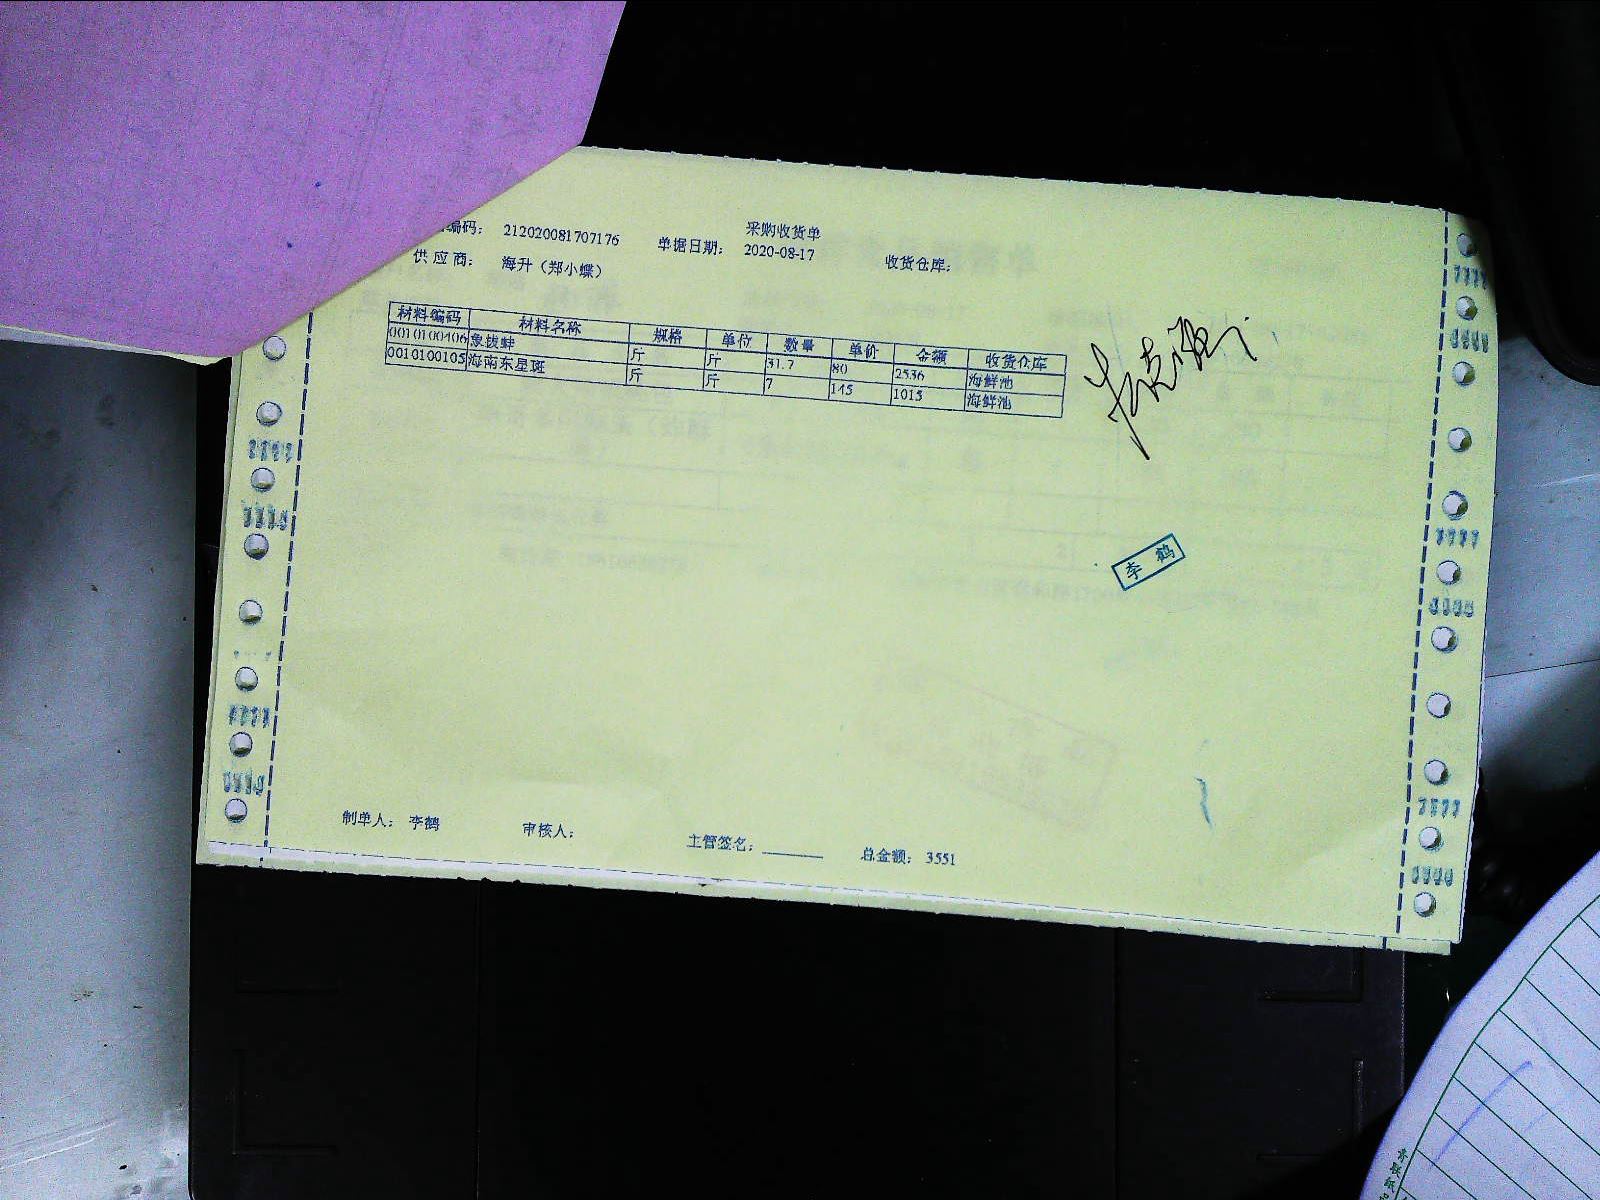 采购收货单
编码： 212020081707176 单据日期： 2020-08-17 收货仓库：
供应商： 海升（郑小蝶）
材料编码 材料名称 规格 单位 数量 单价 金额 收货仓库
0010100406 象拔蚌 斤 斤 31.7 80 2536 海鲜池
0010100105 海南东星斑 斤 斤 7 145 1015 海鲜池
李鹤
制单人： 李鹤 审核人： 主管签名： 总金额： 3551